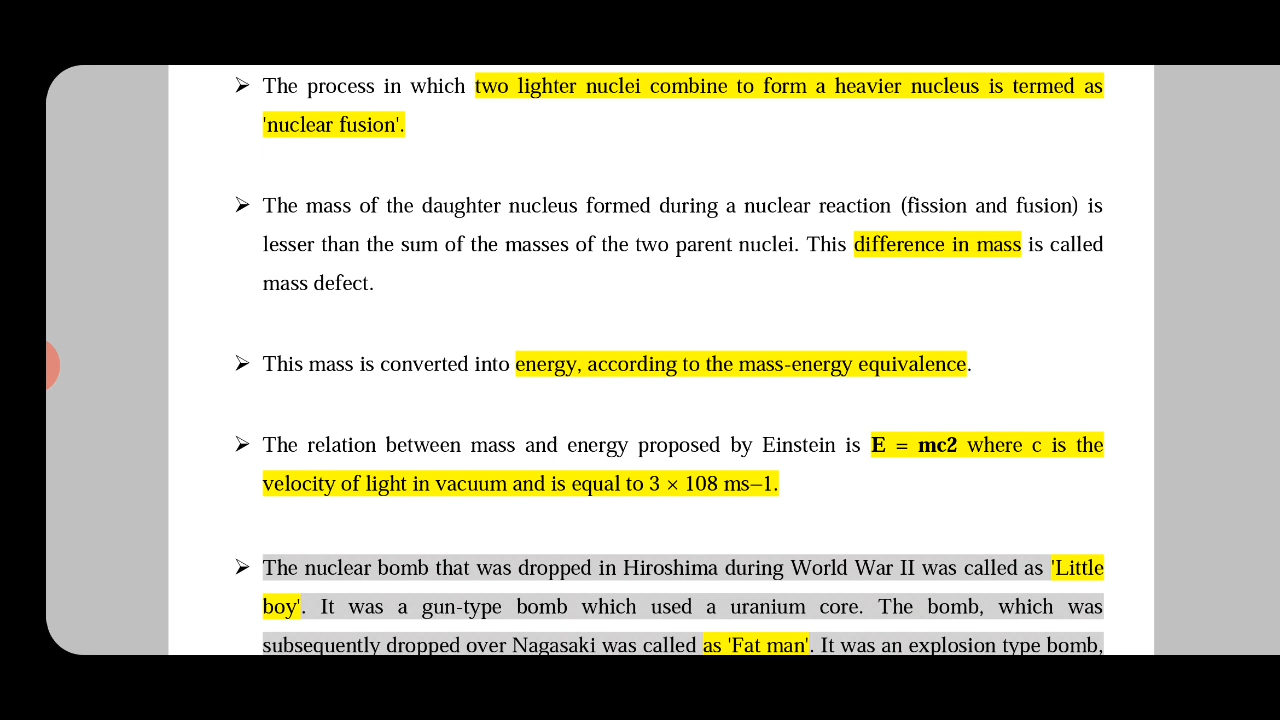 ➢ The process in which two lighter nuclei combine to form a heavier nucleus is termed as
'nuclear fusion'.
➢ The mass of the daughter nucleus formed during a nuclear reaction (fission and fusion) is
lesser than the sum of the masses of the two parent nuclei. This difference in mass is called
mass defect.
➢ This mass is converted into energy, according to the mass-energy equivalence.
➢ The relation between mass and energy proposed by Einstein is E = mc2 where c is the
velocity of light in vacuum and is equal to 3 × 108 ms–1.
➢ The nuclear bomb that was dropped in Hiroshima during World War II was called as 'Little
boy'. It was a gun-type bomb which used a uranium core. The bomb, which was
subsequently dropped over Nagasaki was called as 'Fat man'. It was an explosion type bomb,